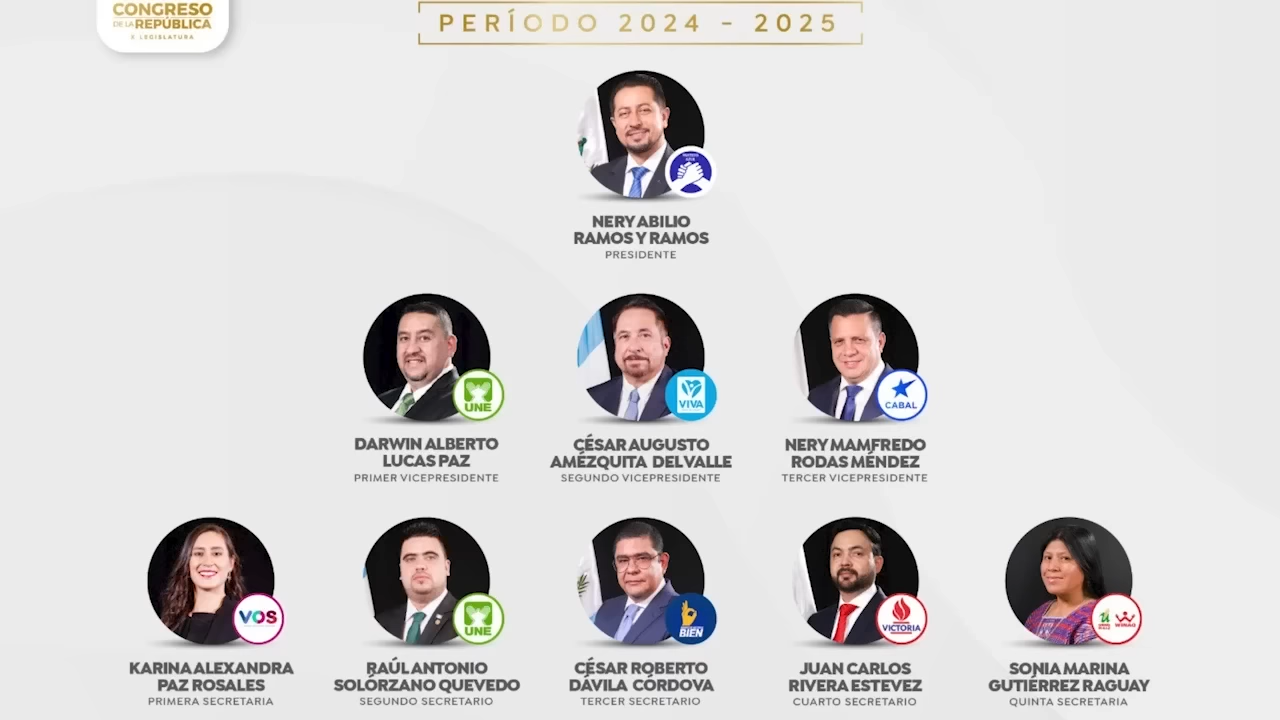 CONGRESO
DE LA REPÚBLICA
X LEGISLATURA
PERÍODO 2024 - 2025
NERY ABILIO
RAMOS Y RAMOS
PRESIDENTE
UNE
VIVA
CABAL
DARWIN ALBERTO
LUCAS PAZ
PRIMER VICEPRESIDENTE
CÉSAR AUGUSTO
AMÉZQUITA DEL VALLE
SEGUNDO VICEPRESIDENTE
NERY MAMFREDO
RODAS MÉNDEZ
TERCER VICEPRESIDENTE
VOS
UNE
BIEN
VICTORIA
WINAQ
KARINA ALEXANDRA
PAZ ROSALES
PRIMERA SECRETARIA
RAÚL ANTONIO
SOLÓRZANO QUEVEDO
SEGUNDO SECRETARIO
CÉSAR ROBERTO
DÁVILA CÓRDOVA
TERCER SECRETARIO
JUAN CARLOS
RIVERA ESTEVEZ
CUARTO SECRETARIO
SONIA MARINA
GUTIÉRREZ RAGUAY
QUINTA SECRETARIA